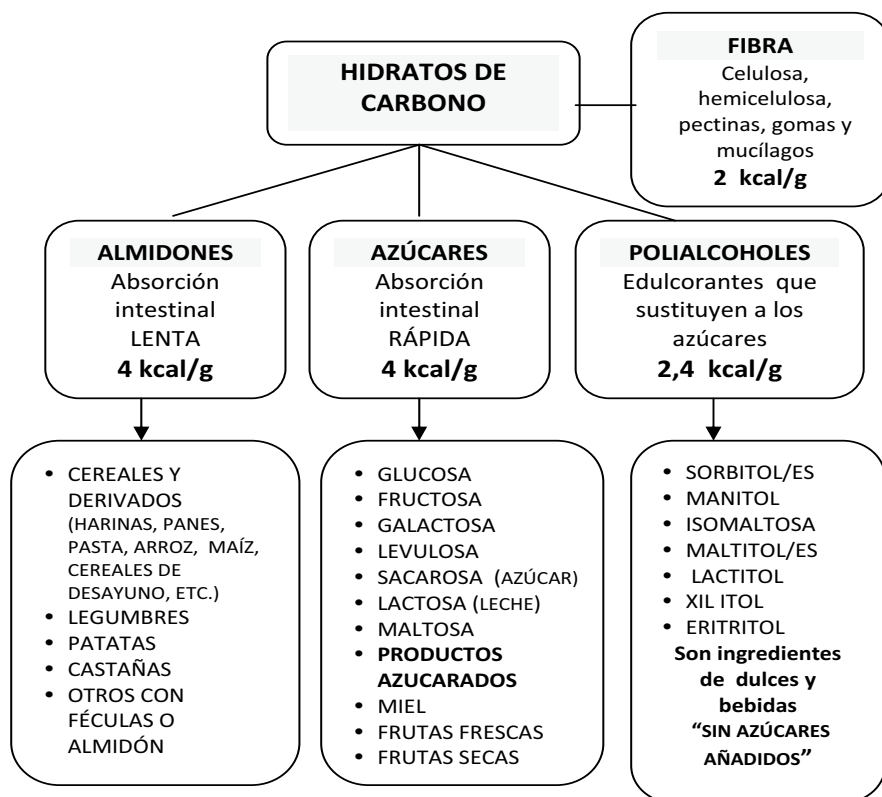 HIDRATOS DE
CARBONO
FIBRA
Celulosa,
hemicelulosa,
pectinas, gomas y
mucílagos
2 kcal/g
ALMIDONES
Absorción
intestinal
LENTA
4 kcal/g
AZÚCARES
Absorción
intestinal
RÁPIDA
4 kcal/g
POLIALCOHOLES
Edulcorantes que
sustituyen a los
azúcares
2,4 kcal/g
• CEREALES Y
DERIVADOS
(HARINAS, PANES,
PASTA, ARROZ, MAÍZ,
CEREALES DE
DESAYUNO, ETC.)
• LEGUMBRES
• PATATAS
• CASTAÑAS
• OTROS CON
FÉCULAS O
ALMIDÓN
• GLUCOSA
• FRUCTOSA
• GALACTOSA
• LEVULOSA
• SACAROSA (AZÚCAR)
• LACTOSA (LECHE)
• MALTOSA
• PRODUCTOS
AZUCARADOS
• MIEL
• FRUTAS FRESCAS
• FRUTAS SECAS
• SORBITOL/ES
• MANITOL
• ISOMALTOSA
• MALTITOL/ES
• LACTITOL
• XIL ITOL
• ERITRITOL
Son ingredientes
de dulces y
bebidas
“SIN AZÚCARES
AÑADIDOS”